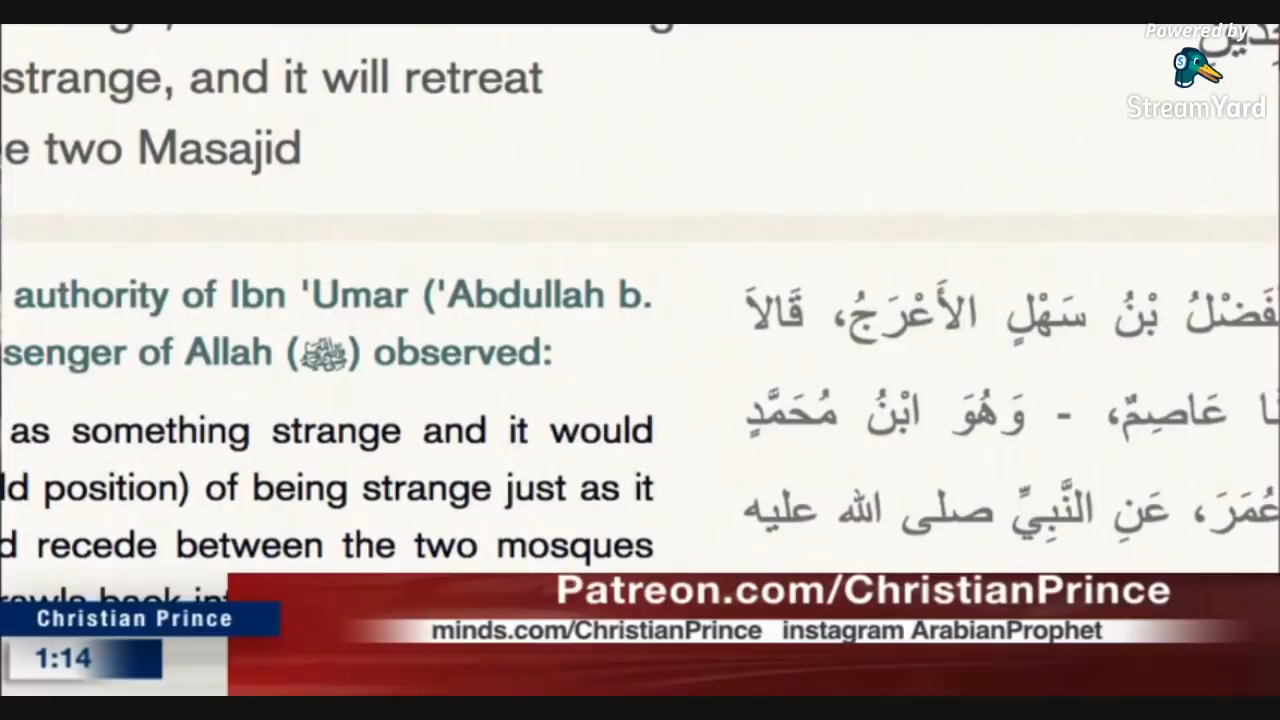 Powered by
StreamYard
strange, and it will retreat
e two Masajid
authority of Ibn 'Umar ('Abdullah b.
senger of Allah (ﷺ) observed:
as something strange and it would
ld position) of being strange just as it
d recede between the two mosques
فَضْلُ بْنُ سَهْلٍ الأَعْرَجُ، قَالاَ
نَا عَاصِمٌ، - وَهُوَ ابْنُ مُحَمَّدٍ
عُمَرَ، عَنِ النَّبِيِّ صلى الله عليه
Christian Prince
1:14
Patreon.com/ChristianPrince
minds.com/ChristianPrince instagram ArabianProphet